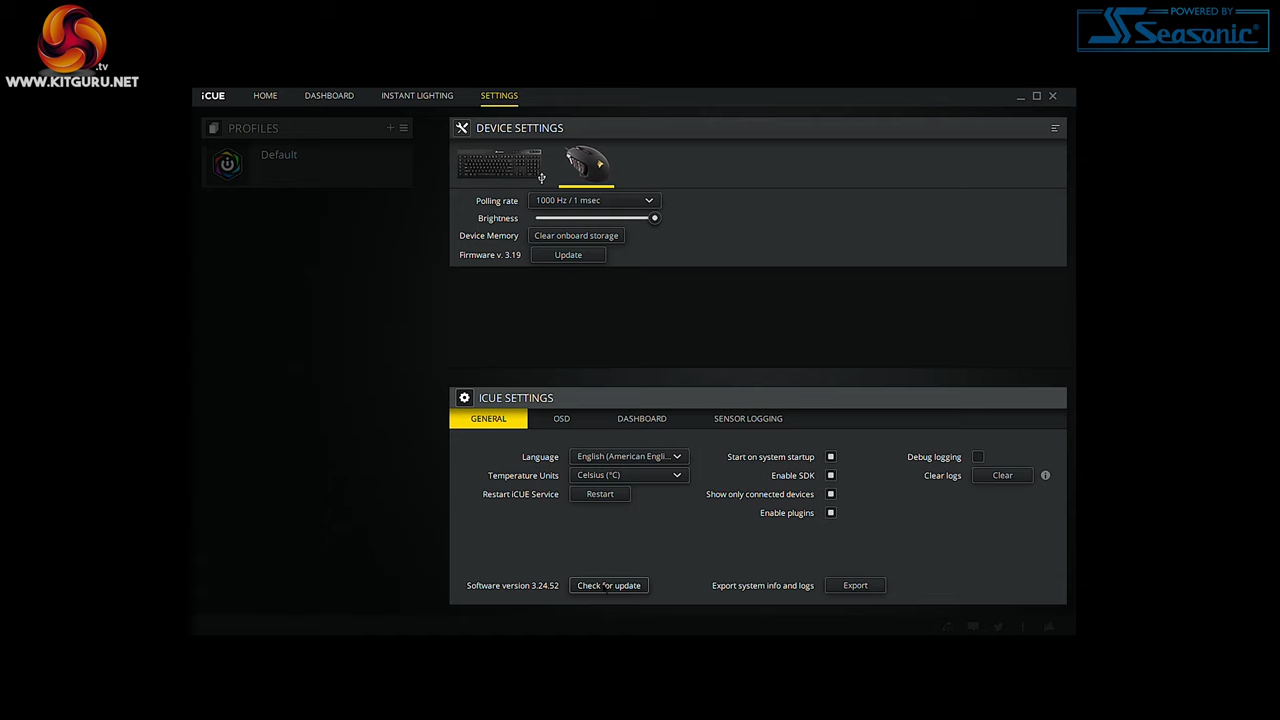 POWERED BY
Seasonic
.tv
WWW.KITGURU.NET
iCUE HOME DASHBOARD INSTANT LIGHTING SETTINGS
PROFILES
Default
DEVICE SETTINGS
Polling rate 1000 Hz / 1 msec
Brightness
Device Memory Clear onboard storage
Firmware v. 3.19 Update
ICUE SETTINGS
GENERAL OSD DASHBOARD SENSOR LOGGING
Language English (American Engli... Start on system startup Debug logging
Temperature Units Celsius (°C) Enable SDK Clear logs Clear
Restart iCUE Service Restart Show only connected devices
Enable plugins
Software version 3.24.52 Check for update Export system info and logs Export